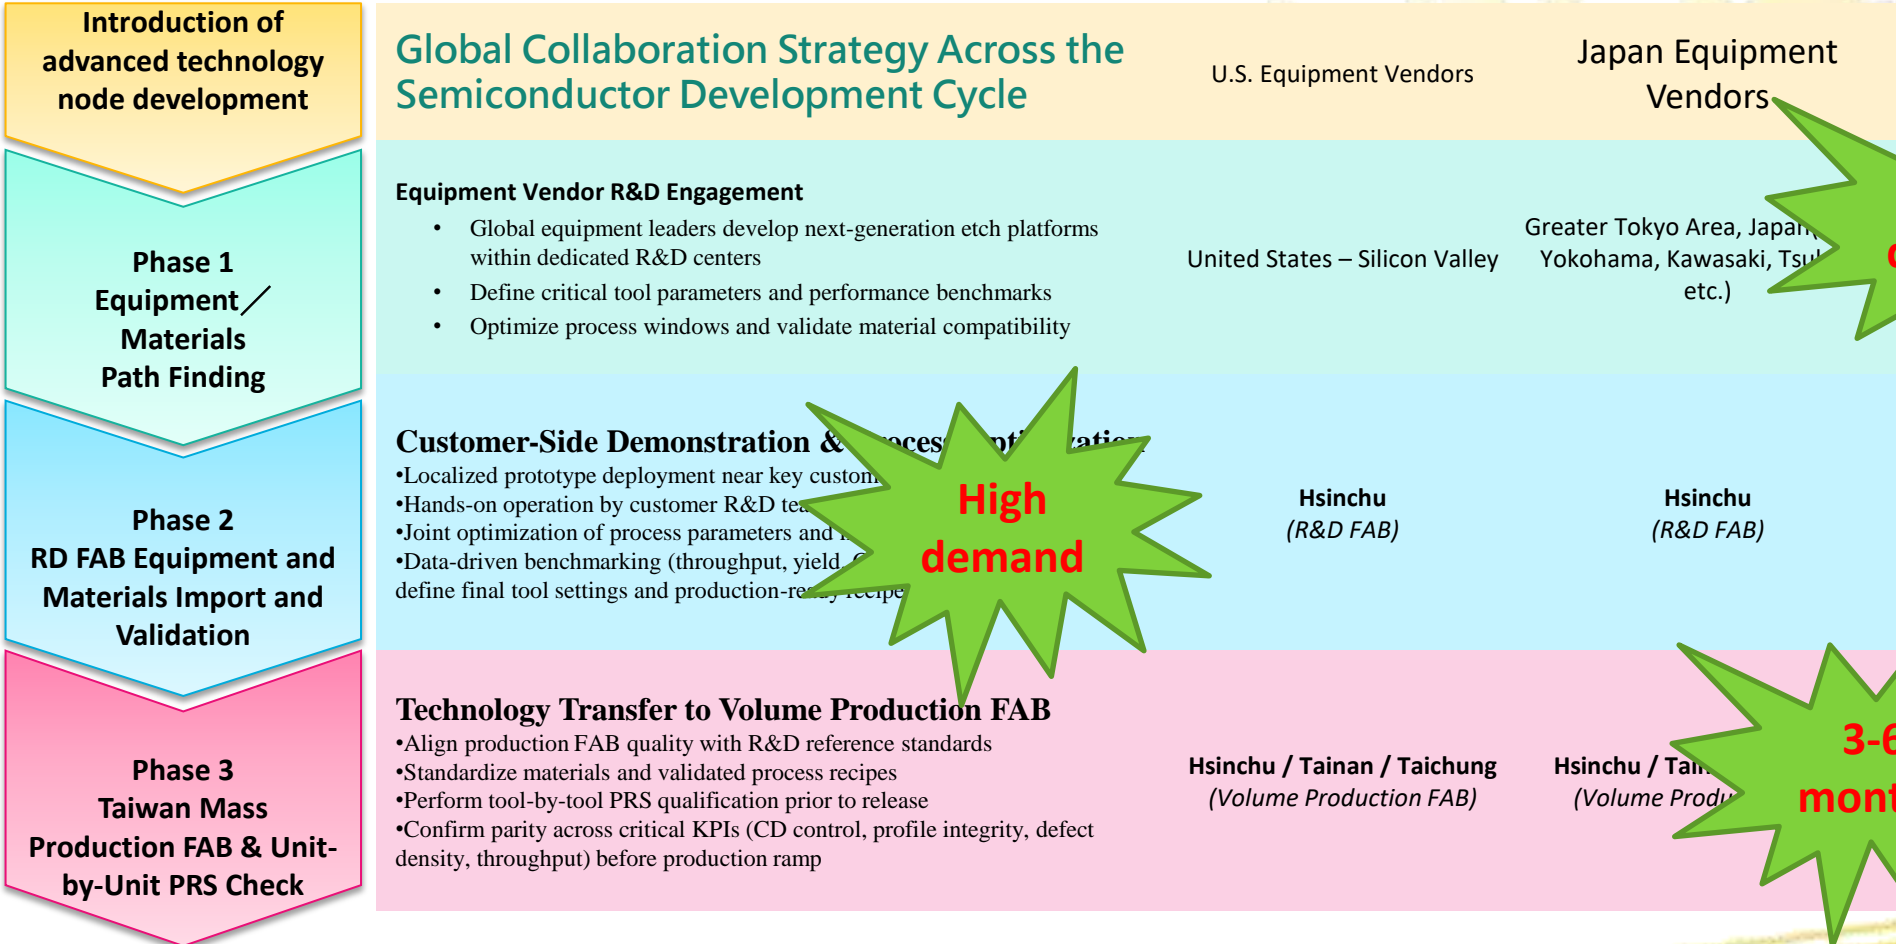 Introduction of
advanced technology
node development
Global Collaboration Strategy Across the
Semiconductor Development Cycle
U.S. Equipment Vendors
Japan Equipment
Vendors
Phase 1
Equipment／
Materials
Path Finding
Equipment Vendor R&D Engagement
• Global equipment leaders develop next-generation etch platforms
within dedicated R&D centers
• Define critical tool parameters and performance benchmarks
• Optimize process windows and validate material compatibility
United States – Silicon Valley
Greater Tokyo Area,
Yokohama, Kawasaki,
etc.)
Phase 2
RD FAB Equipment and
Materials Import and
Validation
Customer-Side Demonstration &
•Localized prototype deployment near key
•Hands-on operation by customer R&D
•Joint optimization of process parameters and
•Data-driven benchmarking (throughput, yield,
define final tool settings and
High
demand
Hsinchu
(R&D FAB)
Hsinchu
(R&D FAB)
Phase 3
Taiwan Mass
Production FAB & Unit-
by-Unit PRS Check
Technology Transfer to Volume Production FAB
•Align production FAB quality with R&D reference standards
•Standardize materials and validated process recipes
•Perform tool-by-tool PRS qualification prior to release
•Confirm parity across critical KPIs (CD control, profile integrity, defect
density, throughput) before production ramp
Hsinchu / Tainan / Taichung
(Volume Production FAB)
Hsinchu /
(Volume